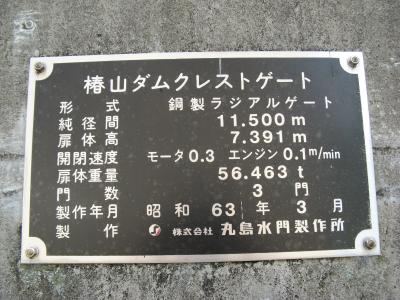 椿山ダムクレストゲート
形式 鋼製ラジアルゲート
純径間 11.500m
扉体高 7.391m
開閉速度 モータ0.3 エンジン0.1m/min
扉体重量 56.463t
門数 3門
製作年月 昭和63年3月
製作 株式会社 丸島水門製作所